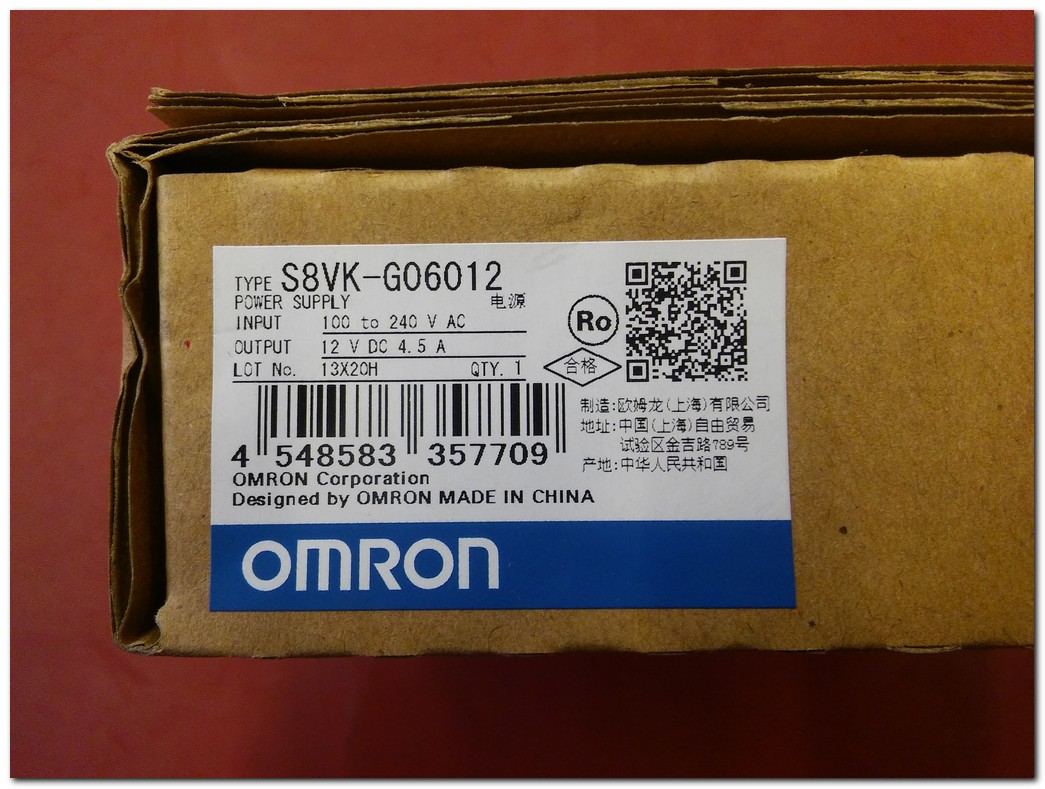 TYPE S8VK-G06012
POWER SUPPLY 电源
INPUT 100 to 240 V AC
OUTPUT 12 V DC 4.5 A
LOT No. 13X20H QTY. 1
Ro
合格
4 548583 357709
OMRON Corporation
Designed by OMRON MADE IN CHINA
制造:欧姆龙(上海)有限公司
地址:中国(上海)自由贸易
试验区金吉路789号
产地:中华人民共和国
OMRON